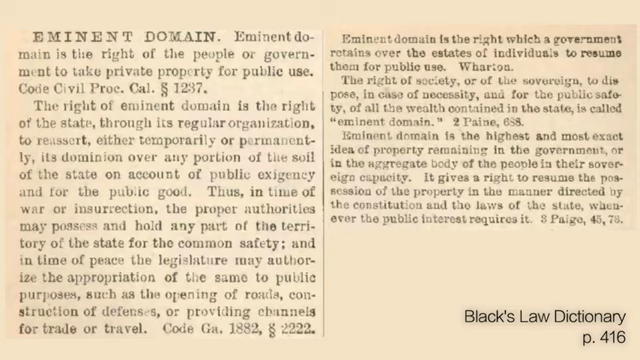 EMINENT DOMAIN. Eminent do-
main is the right of the people or govern-
ment to take private property for public use.
Code Civil Proc. Cal. § 1237.
The right of eminent domain is the right
of the state, through its regular organization,
to reassert, either temporarily or permanent-
ly, its dominion over any portion of the soil
of the state on account of public exigency
and for the public good. Thus, in time of
war or insurrection, the proper authorities
may possess and hold any part of the terri-
tory of the state for the common safety; and
in time of peace the legislature may author-
ize the appropriation of the same to public
purposes, such as the opening of roads, con-
struction of defenses, or providing channels
for trade or travel. Code Ga. 1882, § 2222.
Eminent domain is the right which a government
retains over the estates of individuals to resume
them for public use. Wharton.
The right of society, or of the sovereign, to dis-
pose, in case of necessity, and for the public safe-
ty, of all the wealth contained in the state, is called
"eminent domain." 2 Paine, 688.
Eminent domain is the highest and most exact
idea of property remaining in the government, or
in the aggregate body of the people in their sover-
eign capacity. It gives a right to resume the pos-
session of the property in the manner directed by
the constitution and the laws of the state, when-
ever the public interest requires it. 3 Paige, 45, 73.
Black's Law Dictionary
p. 416